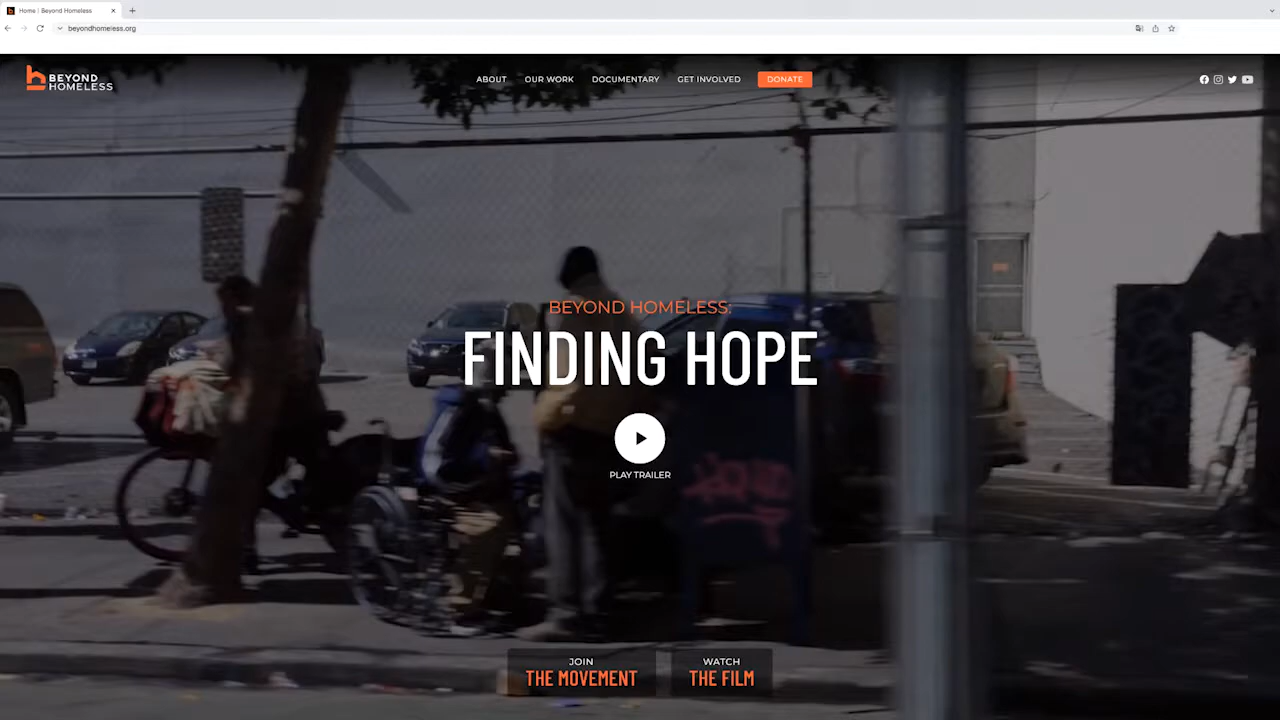 Home | Beyond Homeless
beyondhomeless.org
BEYOND
HOMELESS
ABOUT OUR WORK DOCUMENTARY GET INVOLVED DONATE
BEYOND HOMELESS:
FINDING HOPE
PLAY TRAILER
JOIN
THE MOVEMENT
WATCH
THE FILM